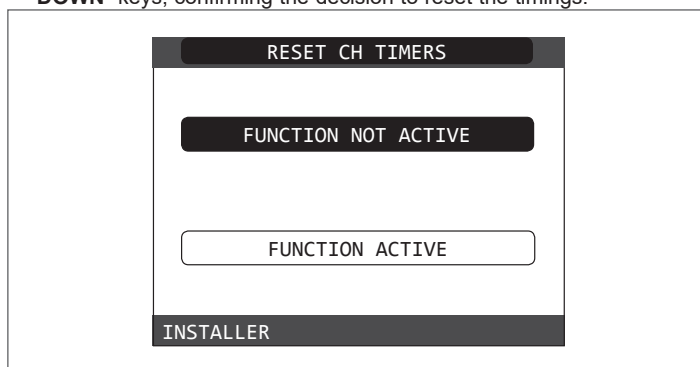 DOWN" keys, confirming the decision to reset the timings.
RESET CH TIMERS
FUNCTION NOT ACTIVE
FUNCTION ACTIVE
INSTALLER